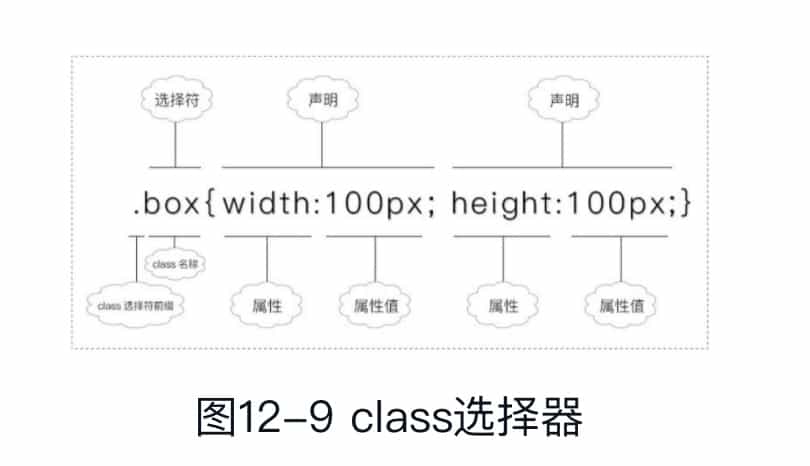 选择符 声明 声明
.box{width:100px; height:100px;}
class 名称
class 选择符前缀 属性 属性值 属性 属性值
图12-9 class选择器